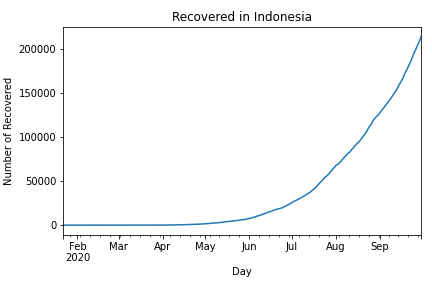 Recovered in Indonesia
Number of Recovered
200000
150000
100000
50000
0
Feb Mar Apr May Jun Jul Aug Sep
2020
Day